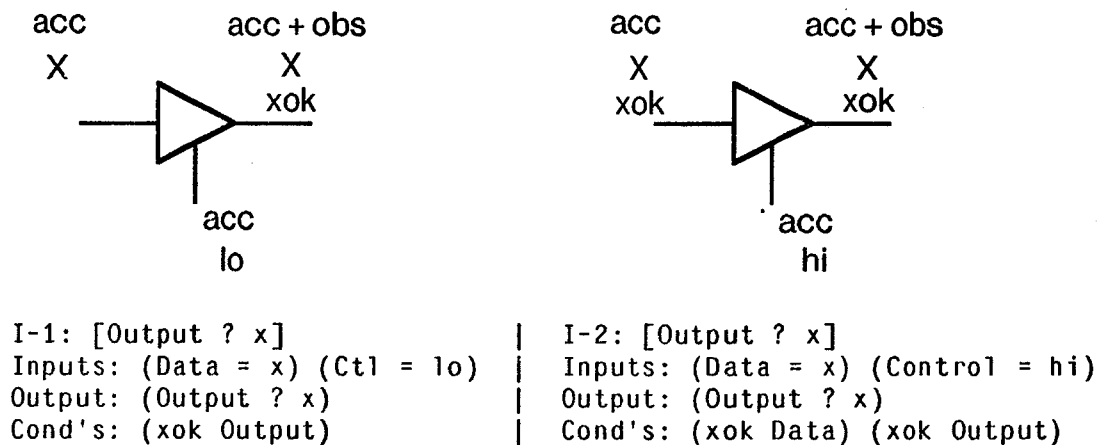 acc
acc + obs
X
X
xok
acc
lo
acc
acc + obs
X
X
xok
xok
acc
hi
I-1: [Output ? x]
Inputs: (Data = x) (Ctl = lo)
Output: (Output ? x)
Cond's: (xok Output)
I-2: [Output ? x]
Inputs: (Data = x) (Control = hi)
Output: (Output ? x)
Cond's: (xok Data) (xok Output)